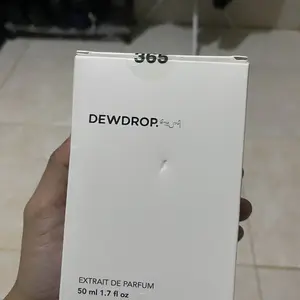 365
DEWDROP.
EXTRAIT DE PARFUM
50 ml 1.7 fl oz